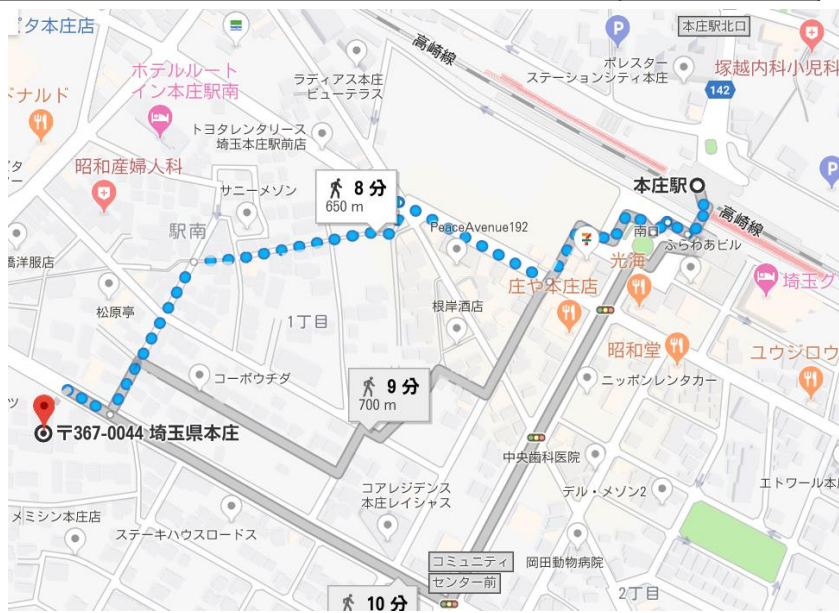 ピタ本庄店
高崎線
本庄駅北口
ポレスター
ステーションシティ本庄
塚越内科小児科
142
ドナルド
ホテルルート
イン本庄駅南
ラディアス本庄
ビューテラス
トヨタレンタリース
埼玉本庄駅前店
昭和産婦人科
サニーメゾン
8 分
650 m
本庄駅
高崎線
駅南
PeaceAvenue192
南口
ふらわあビル
橋洋服店
松原亭
庄や本庄店
光海
埼玉グ
根岸酒店
1丁目
昭和堂
ユウジロウ
コーポウチダ
9 分
700 m
ニッポンレンタカー
ツ
〒367-0044 埼玉県本庄
中央歯科医院
エトワール本庄
デル・メゾン2
コアレジデンス
本庄レイシャス
メミシン本庄店
ステーキハウスロードス
コミュニティ
センター前
岡田動物病院
2丁目
10 分